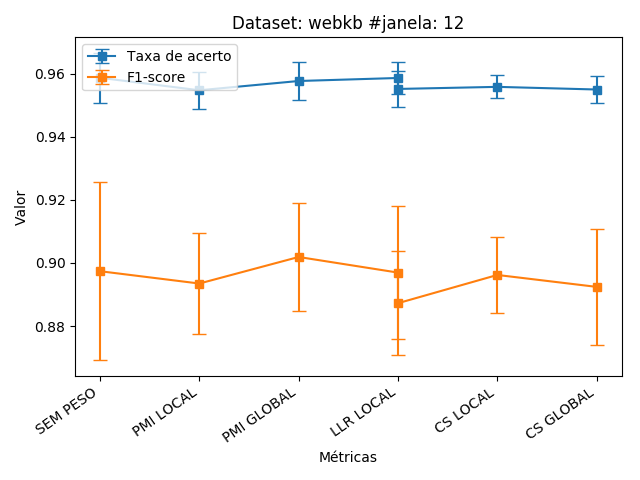 Dataset: webkb #janela: 12
Taxa de acerto
F1-score
Valor
0.96
0.94
0.92
0.90
0.88
SEM PESO
PMI LOCAL
PMI GLOBAL
LLR LOCAL
CS LOCAL
CS GLOBAL
Métricas